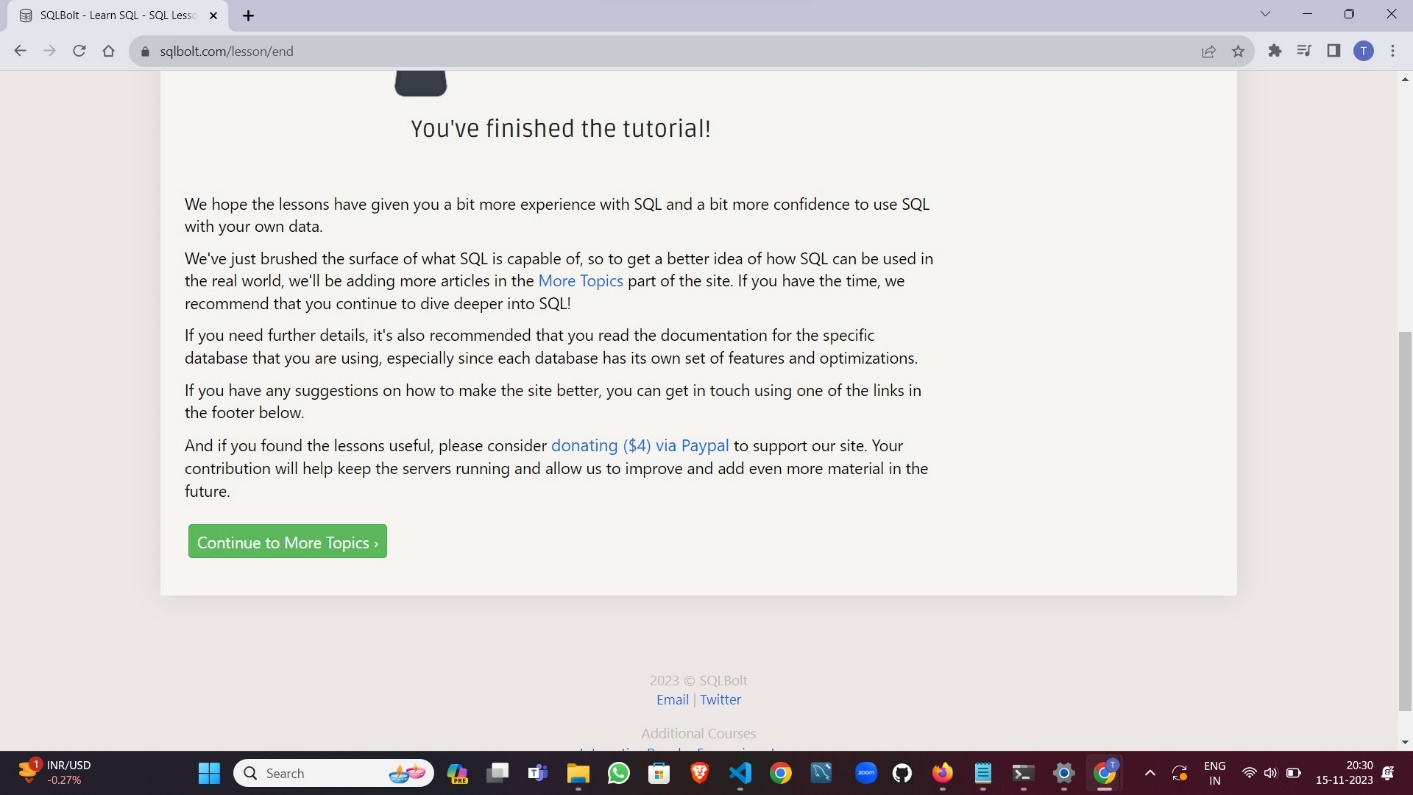 SQLBolt - Learn SQL - SQL Lesso
sqlbolt.com/lesson/end
T
You've finished the tutorial!
We hope the lessons have given you a bit more experience with SQL and a bit more confidence to use SQL
with your own data.
We've just brushed the surface of what SQL is capable of, so to get a better idea of how SQL can be used in
the real world, we'll be adding more articles in the More Topics part of the site. If you have the time, we
recommend that you continue to dive deeper into SQL!
If you need further details, it's also recommended that you read the documentation for the specific
database that you are using, especially since each database has its own set of features and optimizations.
If you have any suggestions on how to make the site better, you can get in touch using one of the links in
the footer below.
And if you found the lessons useful, please consider donating ($4) via Paypal to support our site. Your
contribution will help keep the servers running and allow us to improve and add even more material in the
future.
Continue to More Topics ›
2023 © SQLBolt
Email | Twitter
Additional Courses
1
INR/USD
-0.27%
Search
PRE
zoom
T
ENG
IN
20:30
15-11-2023